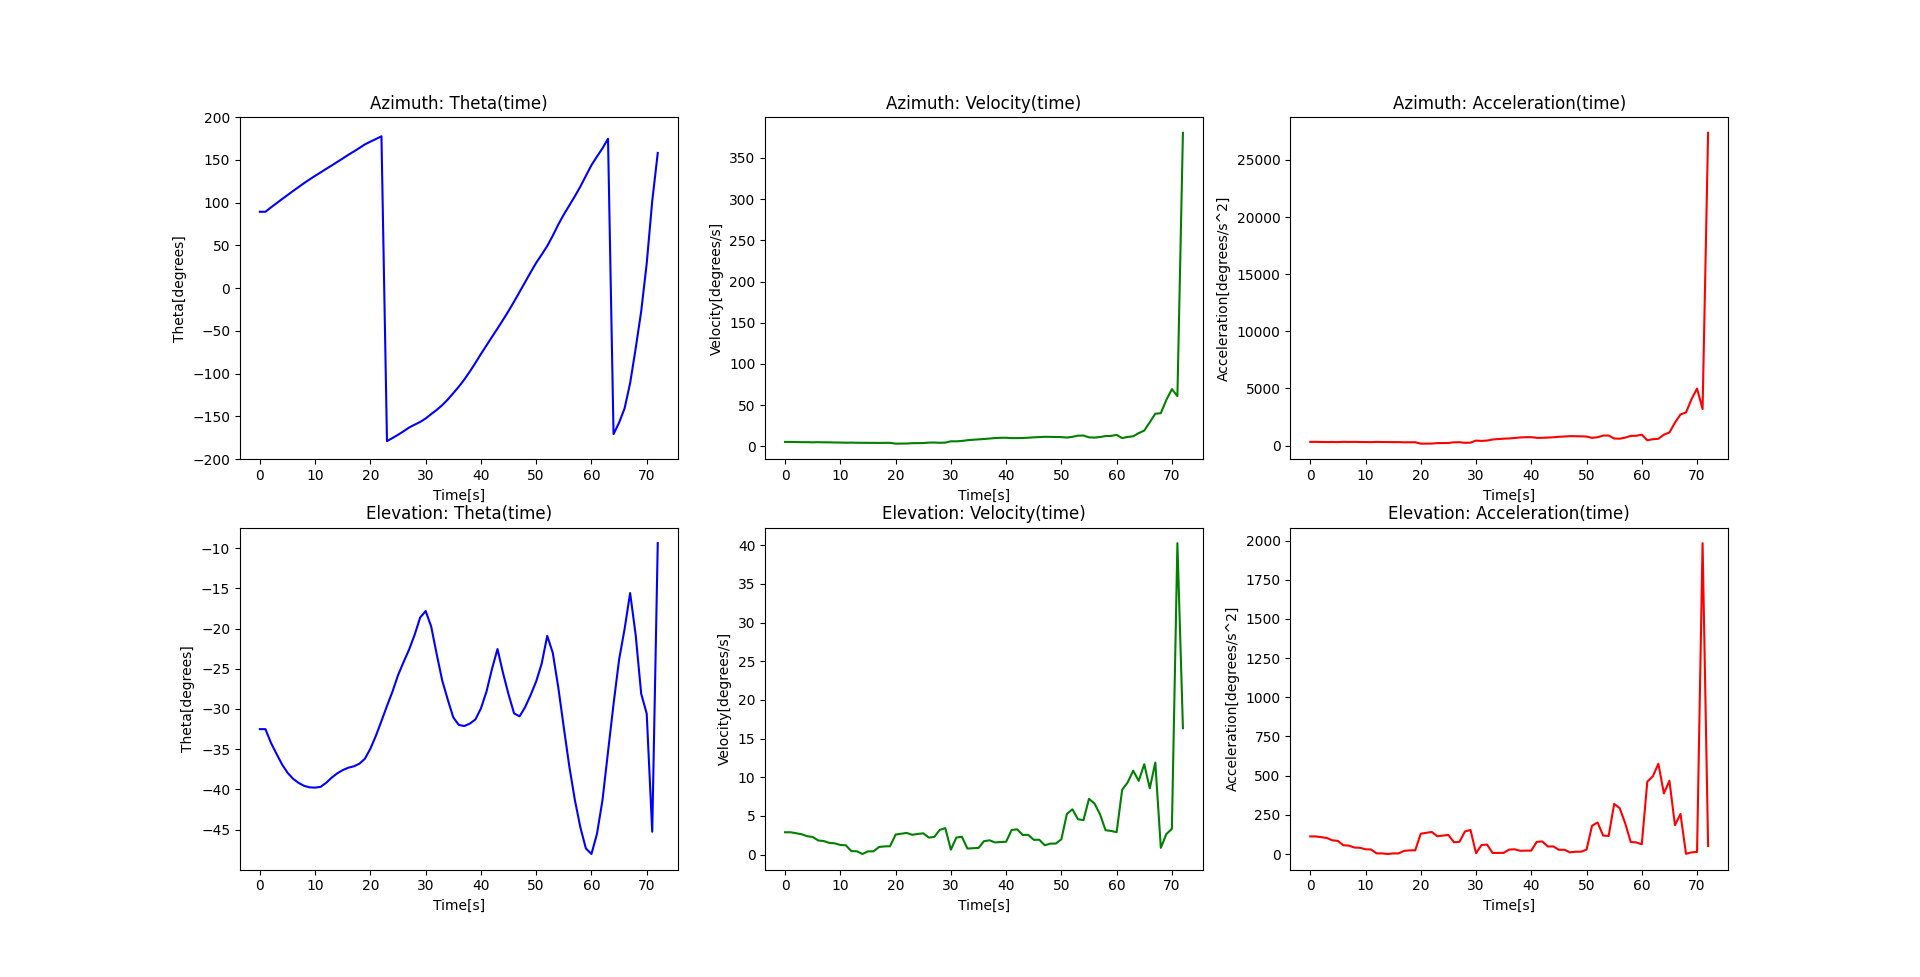 Azimuth: Theta(time)
Theta[degrees]
200
150
100
50
0
−50
−100
−150
−200
0 10 20 30 40 50 60 70
Time[s]
Azimuth: Velocity(time)
Velocity[degrees/s]
350
300
250
200
150
100
50
0
0 10 20 30 40 50 60 70
Time[s]
Azimuth: Acceleration(time)
Acceleration[degrees/s^2]
25000
20000
15000
10000
5000
0
0 10 20 30 40 50 60 70
Time[s]
Elevation: Theta(time)
Theta[degrees]
−10
−15
−20
−25
−30
−35
−40
−45
0 10 20 30 40 50 60 70
Time[s]
Elevation: Velocity(time)
Velocity[degrees/s]
40
35
30
25
20
15
10
5
0
0 10 20 30 40 50 60 70
Time[s]
Elevation: Acceleration(time)
Acceleration[degrees/s^2]
2000
1750
1500
1250
1000
750
500
250
0
0 10 20 30 40 50 60 70
Time[s]